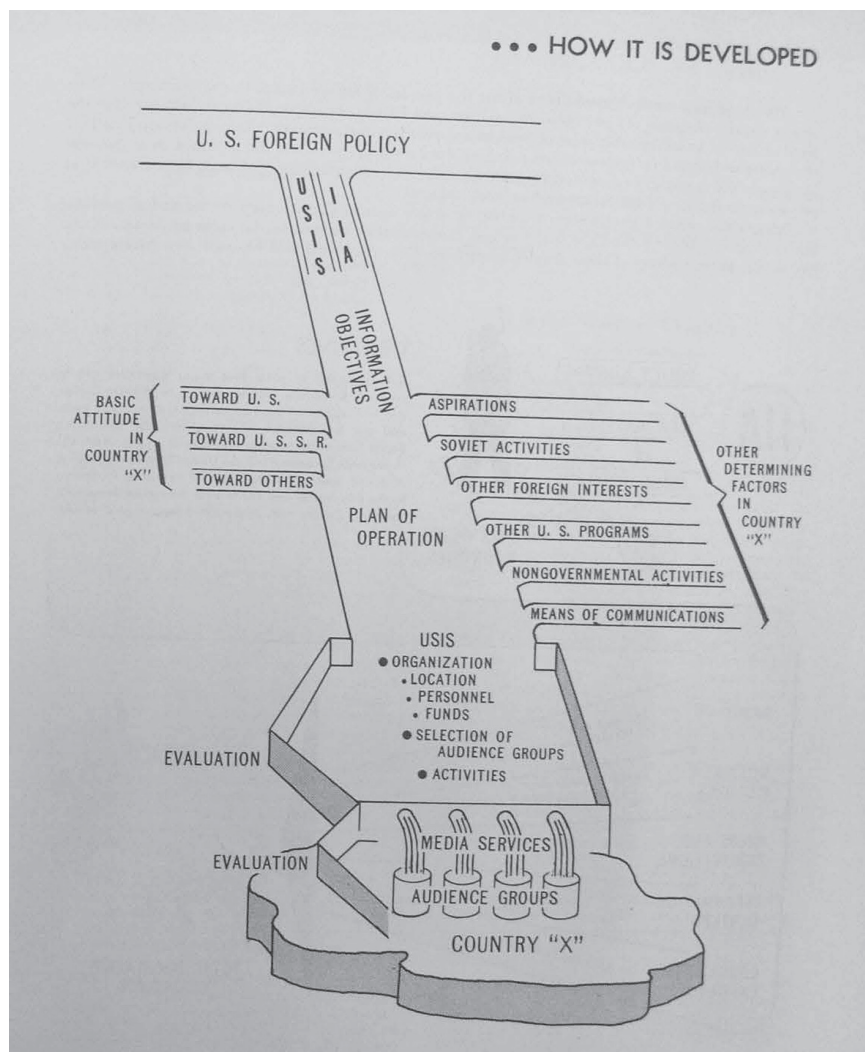 ••• HOW IT IS DEVELOPED
U. S. FOREIGN POLICY
USIS
IIA
INFORMATION
OBJECTIVES
BASIC
ATTITUDE
IN
COUNTRY
"X"
TOWARD U. S.
TOWARD U. S. S. R.
TOWARD OTHERS
ASPIRATIONS
SOVIET ACTIVITIES
OTHER FOREIGN INTERESTS
OTHER U. S. PROGRAMS
NONGOVERNMENTAL ACTIVITIES
MEANS OF COMMUNICATIONS
OTHER
DETERMINING
FACTORS
IN
COUNTRY
"X"
PLAN OF
OPERATION
USIS
● ORGANIZATION
• LOCATION
• PERSONNEL
• FUNDS
● SELECTION OF
AUDIENCE GROUPS
● ACTIVITIES
EVALUATION
MEDIA SERVICES
EVALUATION
AUDIENCE GROUPS
COUNTRY "X"